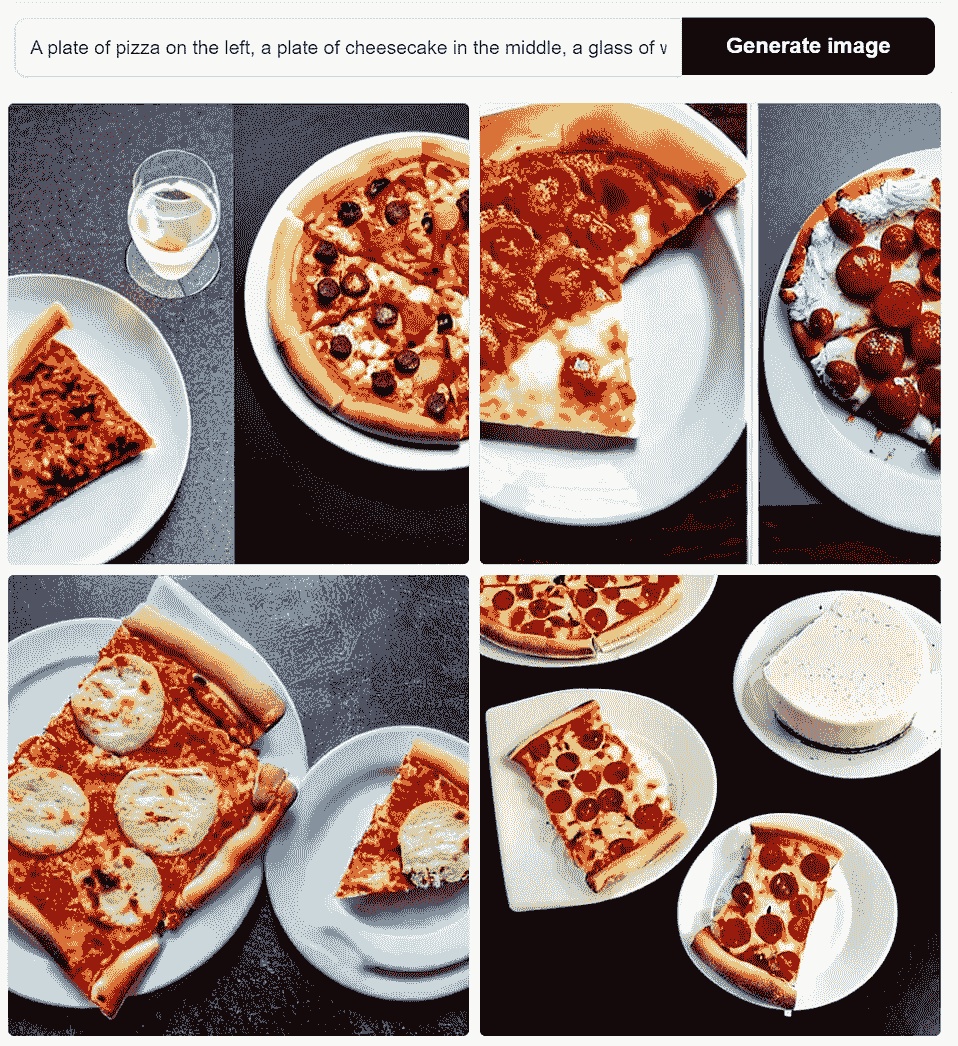 A plate of pizza on the left, a plate of cheesecake in the middle, a glass of
Generate image